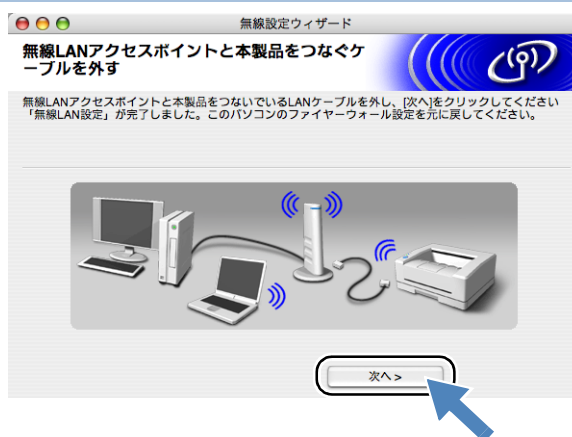 無線設定ウィザード
無線LANアクセスポイントと本製品をつなぐケ
ーブルを外す
無線LANアクセスポイントと本製品をつないでいるLANケーブルを外し、[次へ]をクリックしてください
「無線LAN設定」が完了しました。このパソコンのファイヤーウォール設定を元に戻してください。
次へ >